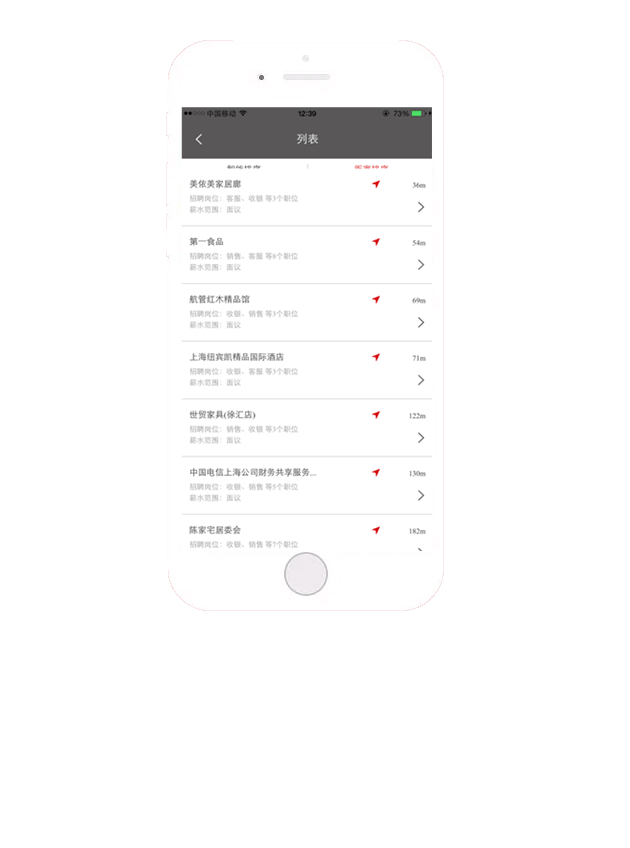 中国移动
12:39
73%
列表
距离排序
美依美家居廊
36m
招聘岗位：客服、收银 等3个职位
薪水范围：面议
第一食品
54m
招聘岗位：销售、客服 等8个职位
薪水范围：面议
航管红木精品馆
69m
招聘岗位：收银、销售 等3个职位
薪水范围：面议
上海纽宾凯精品国际酒店
71m
招聘岗位：收银、客服 等3个职位
薪水范围：面议
世贸家具(徐汇店)
122m
招聘岗位：销售、收银 等3个职位
薪水范围：面议
中国电信上海公司财务共享服务...
130m
招聘岗位：收银、销售 等5个职位
薪水范围：面议
陈家宅居委会
182m
招聘岗位：收银、销售 等7个职位